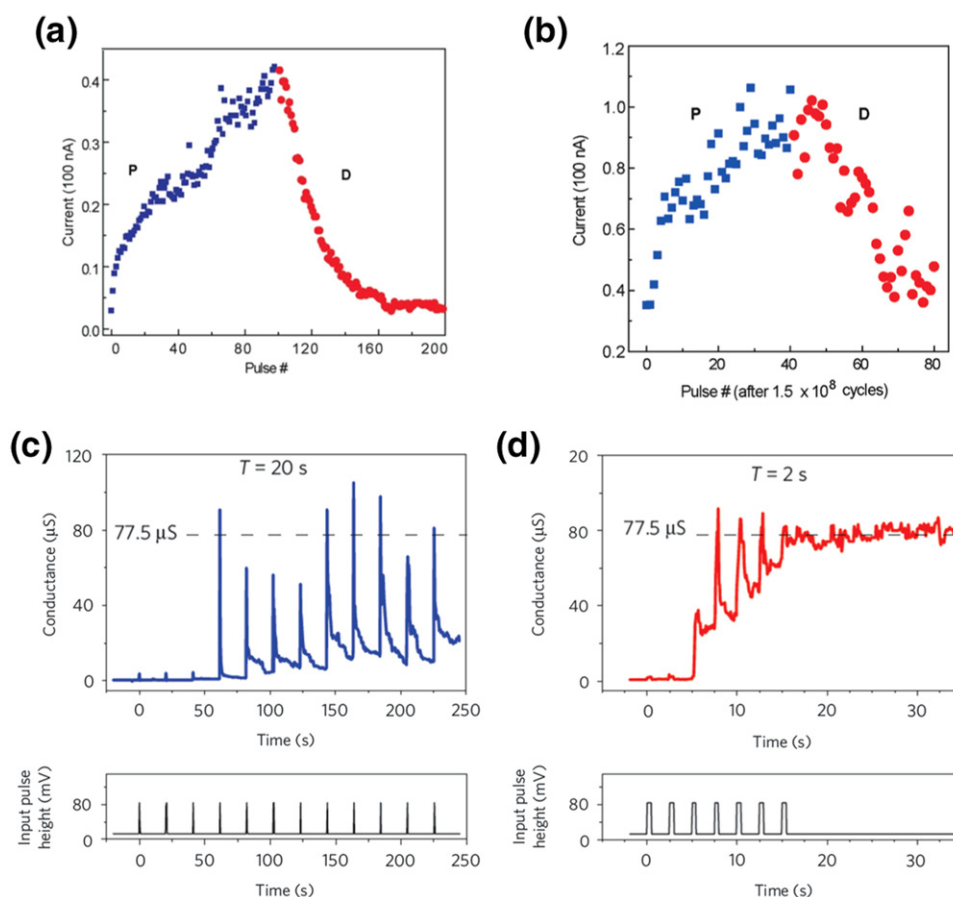 (a)
0.4
0.3
0.2
0.1
0.0
Current (100 nA)
P
D
0
40
80
120
160
200
Pulse #
(b)
1.2
1.0
0.8
0.6
0.4
0.2
Current (100 nA)
P
D
0
20
40
60
80
Pulse # (after 1.5 x 10⁸ cycles)
(c)
120
80
40
0
Conductance (µS)
T = 20 s
77.5 µS
0
50
100
150
200
250
Time (s)
Input pulse
height (mV)
80
0
0
50
100
150
200
250
Time (s)
(d)
20
80
40
0
Conductance (µS)
T = 2 s
77.5 µS
0
10
20
30
Time (s)
Input pulse
height (mV)
80
0
0
10
20
30
Time (s)